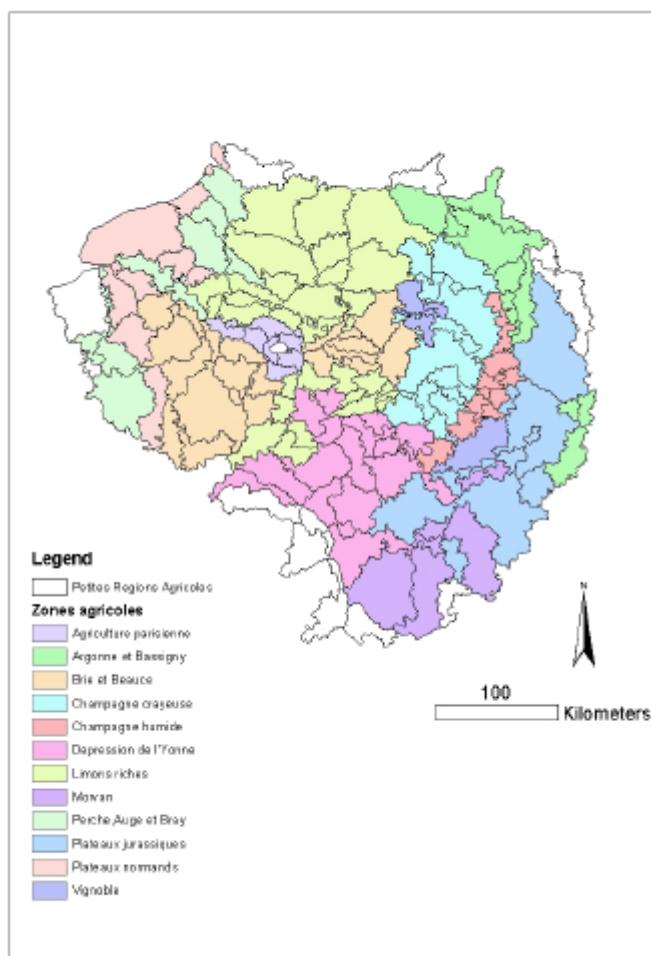 Legend
Petites Regions Agricoles
Zones agricoles
Agriculture parisienne
Argonne et Bassigny
Brie et Beauce
Champagne crayeuse
Champagne humide
Depression de l'Yonne
Limons riches
Morvan
Perche,Auge et Bray
Plateaux jurassiques
Plateaux normands
Vignoble
N
100
Kilometers